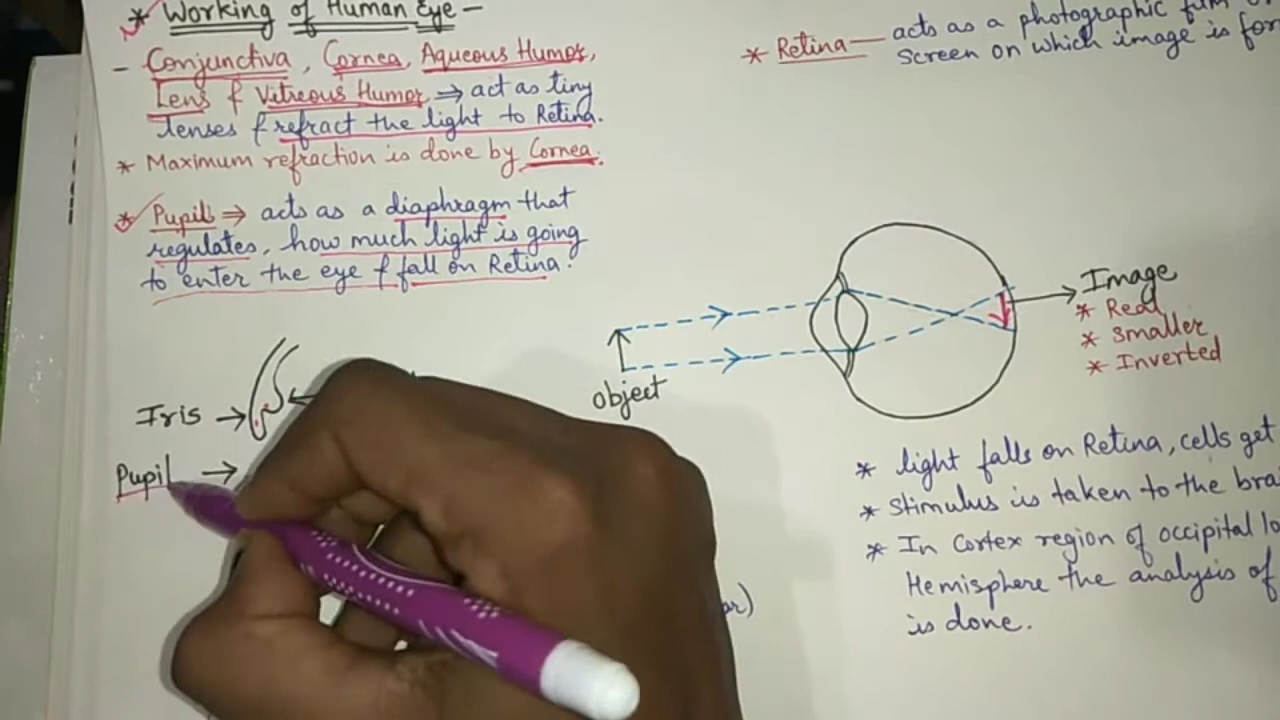 * Working of Human Eye -
- Conjunctiva, Cornea, Aqueous Humor,
Lens & Vitreous Humor ⇒ act as tiny
lenses & refract the light to Retina.
* Maximum refraction is done by Cornea.
* Pupil ⇒ acts as a diaphragm that
regulates, how much light is going
to enter the eye & fall on Retina.
Iris →
Pupil →
* Retina — acts as a photographic film
screen on which image is
object
Image
* Real
* Smaller
* Inverted
* light falls on Retina, cells get
* Stimulus is taken to the
* In Cortex region of occipital
Hemisphere the analysis of
is done.